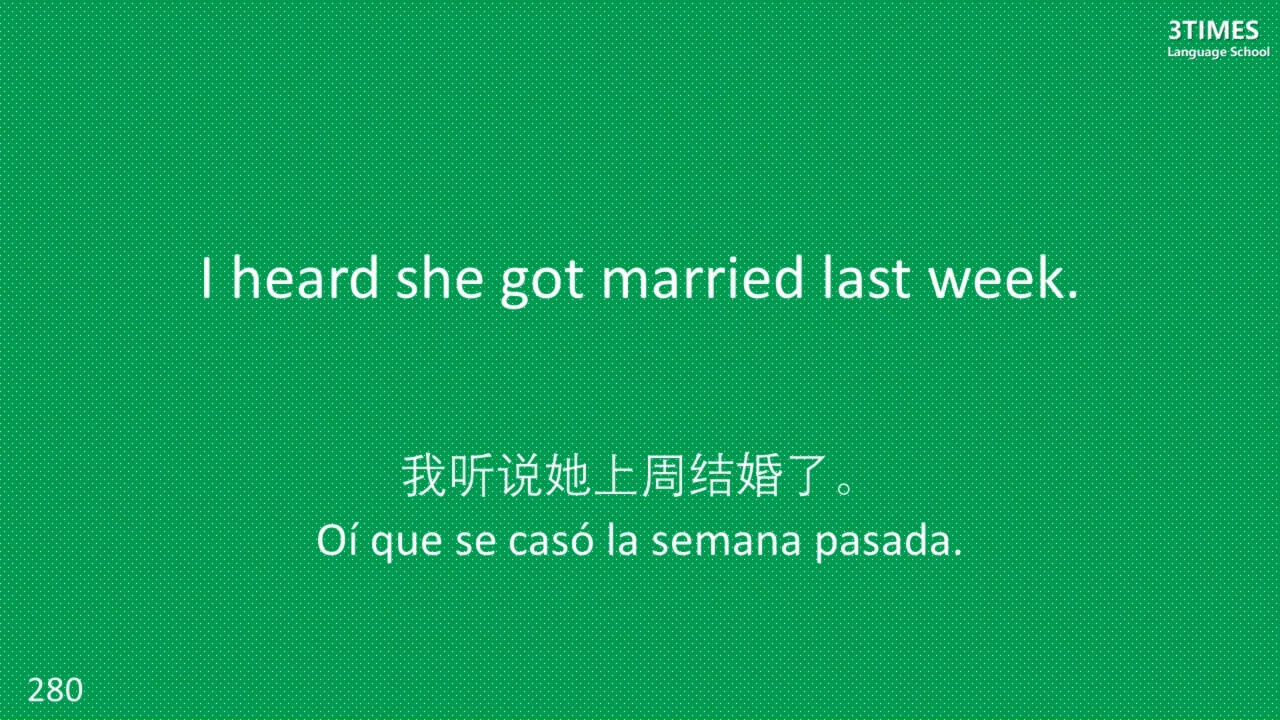 3TIMES
Language School
I heard she got married last week.
我听说她上周结婚了。
Oí que se casó la semana pasada.
280